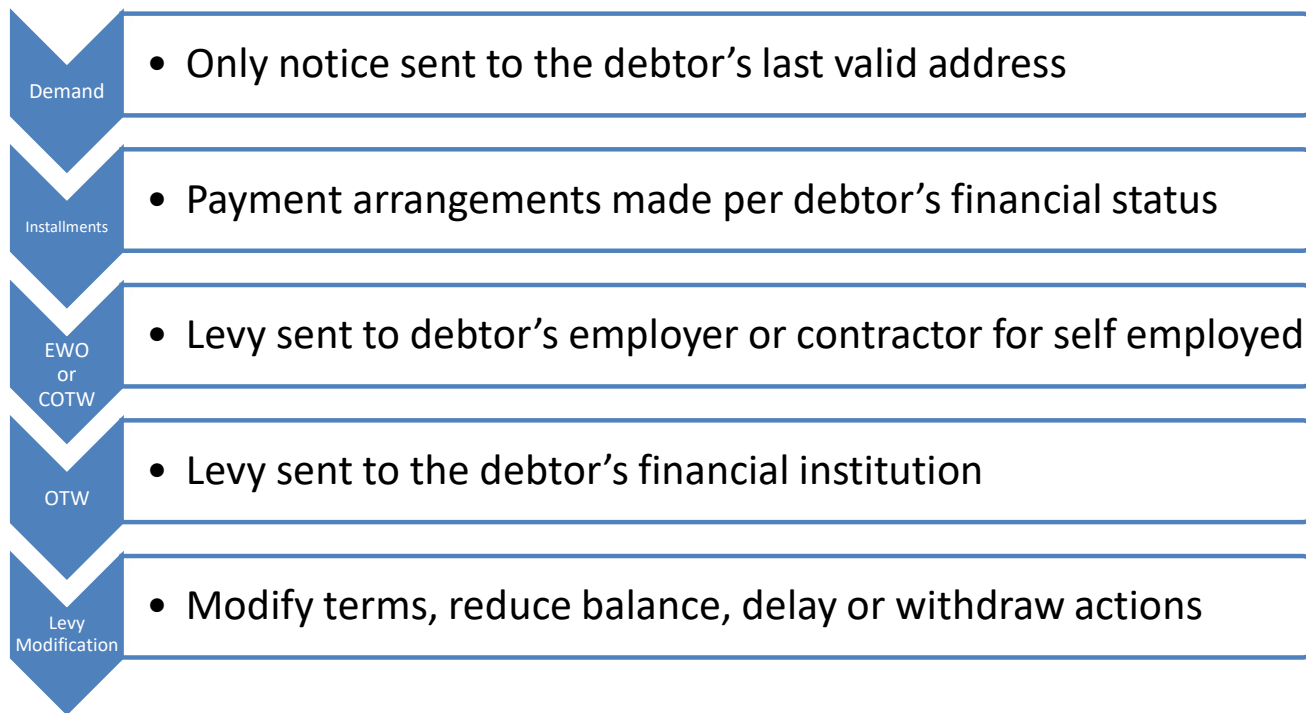 Demand
• Only notice sent to the debtor’s last valid address
Installments
• Payment arrangements made per debtor’s financial status
EWO
or
COTW
• Levy sent to debtor’s employer or contractor for self employed
OTW
• Levy sent to the debtor’s financial institution
Levy
Modification
• Modify terms, reduce balance, delay or withdraw actions